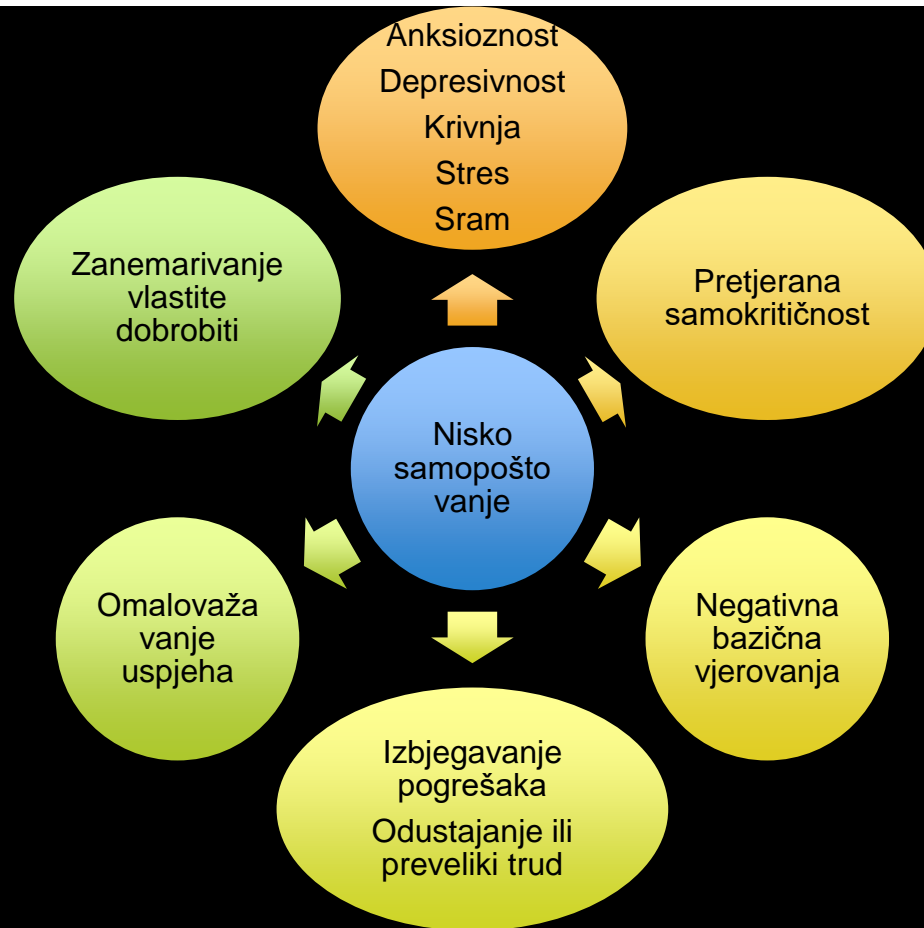 Anksioznost
Depresivnost
Krivnja
Stres
Sram
Pretjerana
samokritičnost
Negativna
bazična
vjerovanja
Izbjegavanje
pogrešaka
Odustajanje ili
preveliki trud
Omalovaža
vanje
uspjeha
Zanemarivanje
vlastite
dobrobiti
Nisko
samopošto
vanje